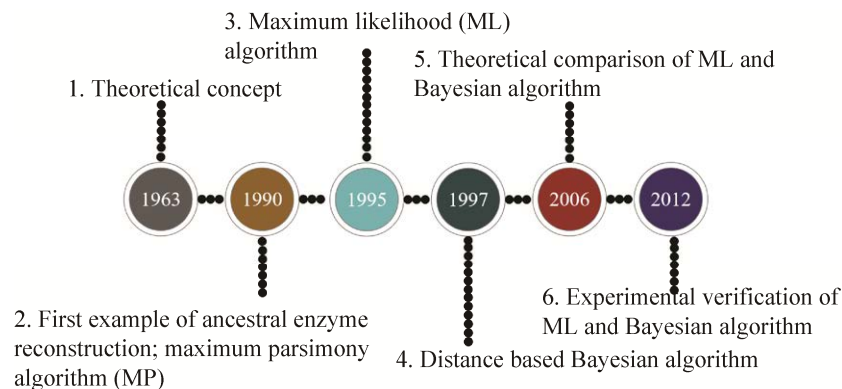 3. Maximum likelihood (ML)
algorithm
5. Theoretical comparison of ML and
Bayesian algorithm
1. Theoretical concept
1963
1990
1995
1997
2006
2012
2. First example of ancestral enzyme
reconstruction; maximum parsimony
algorithm (MP)
4. Distance based Bayesian algorithm
6. Experimental verification of
ML and Bayesian algorithm